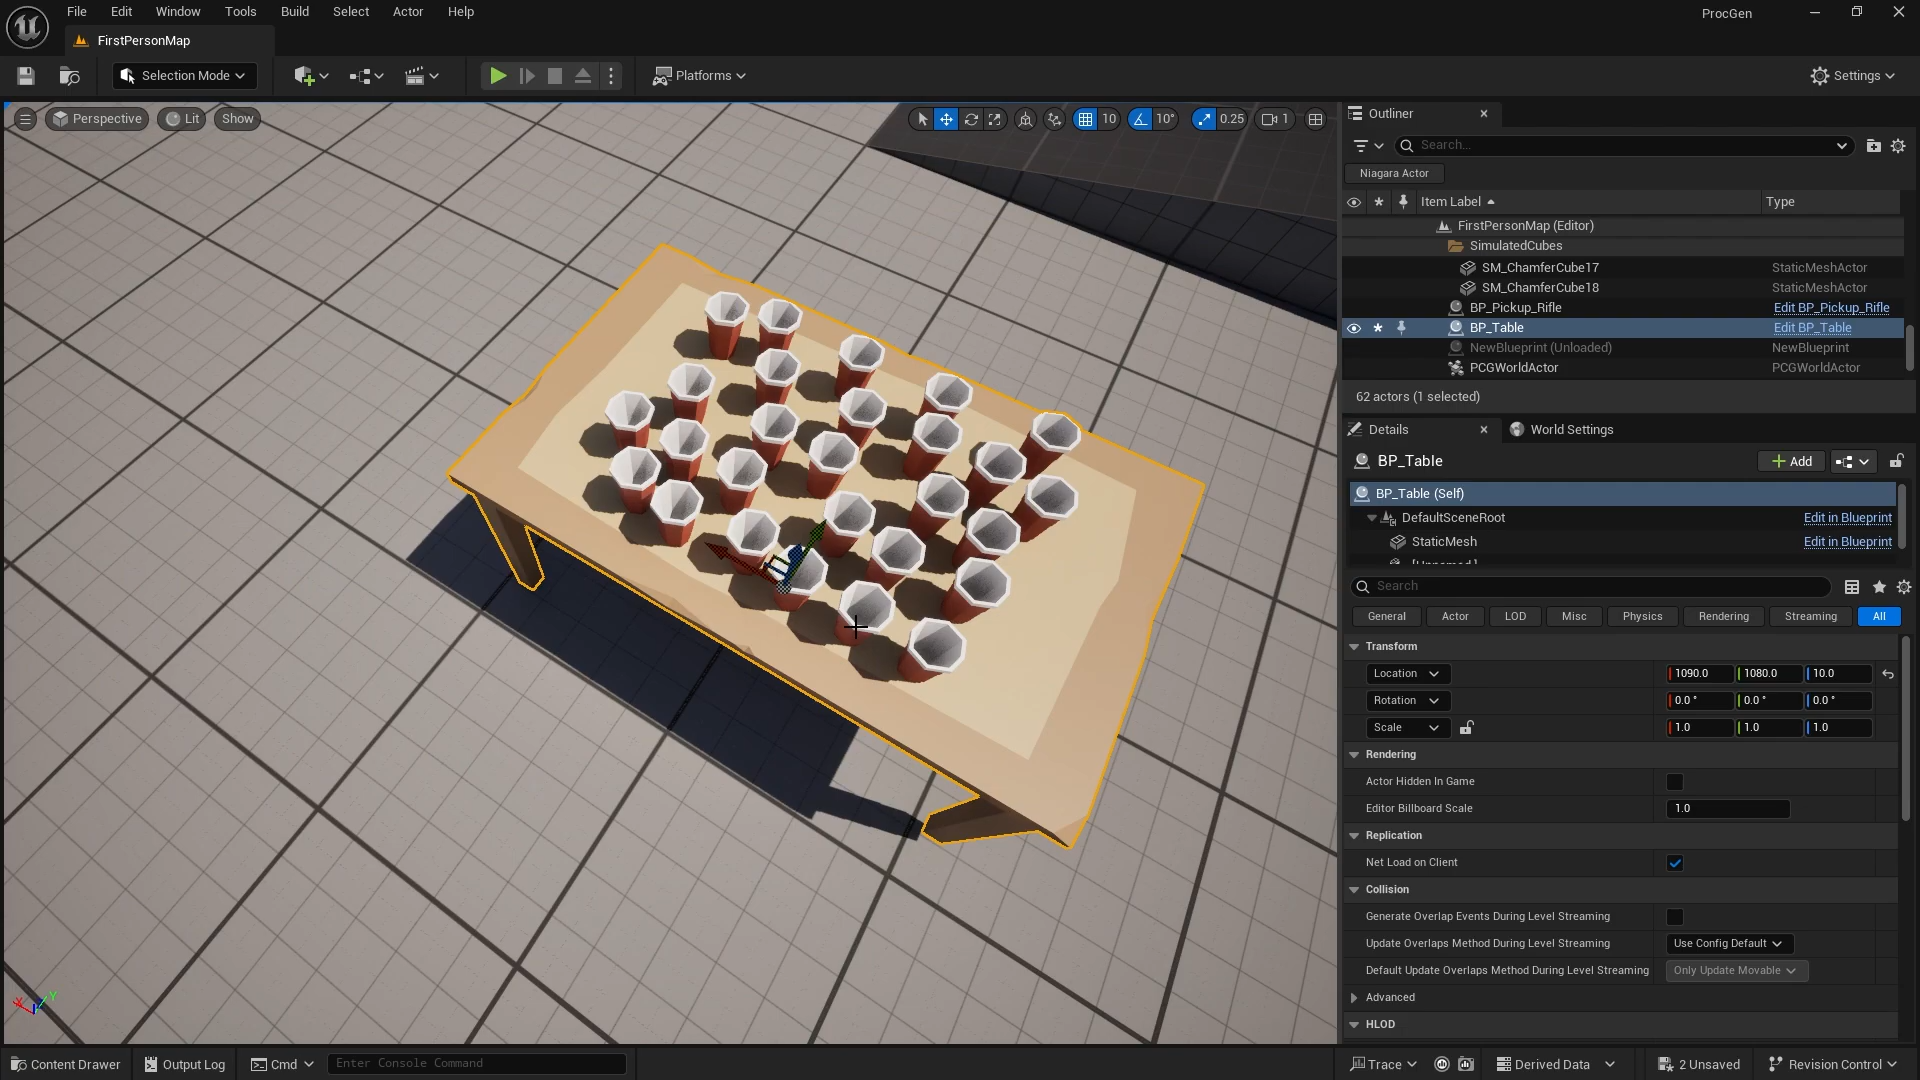 File Edit Window Tools Build Select Actor Help
ProcGen
FirstPersonMap
Selection Mode
Platforms
Settings
Perspective Lit Show
10 10° 0.25 1
Outliner
Search...
Niagara Actor
Item Label Type
FirstPersonMap (Editor)
SimulatedCubes
SM_ChamferCube17 StaticMeshActor
SM_ChamferCube18 StaticMeshActor
BP_Pickup_Rifle Edit BP_Pickup_Rifle
BP_Table Edit BP_Table
NewBlueprint (Unloaded) NewBlueprint
PCGWorldActor PCGWorldActor
62 actors (1 selected)
Details World Settings
BP_Table Add
BP_Table (Self)
DefaultSceneRoot Edit in Blueprint
StaticMesh Edit in Blueprint
Search
General Actor LOD Misc Physics Rendering Streaming All
Transform
Location 1090.0 1080.0 10.0
Rotation 0.0 ° 0.0 ° 0.0 °
Scale 1.0 1.0 1.0
Rendering
Actor Hidden In Game
Editor Billboard Scale 1.0
Replication
Net Load on Client
Collision
Generate Overlap Events During Level Streaming
Update Overlaps Method During Level Streaming Use Config Default
Default Update Overlaps Method During Level Streaming Only Update Movable
Advanced
HLOD
X Y
Content Drawer Output Log Cmd Enter Console Command Trace Derived Data 2 Unsaved Revision Control